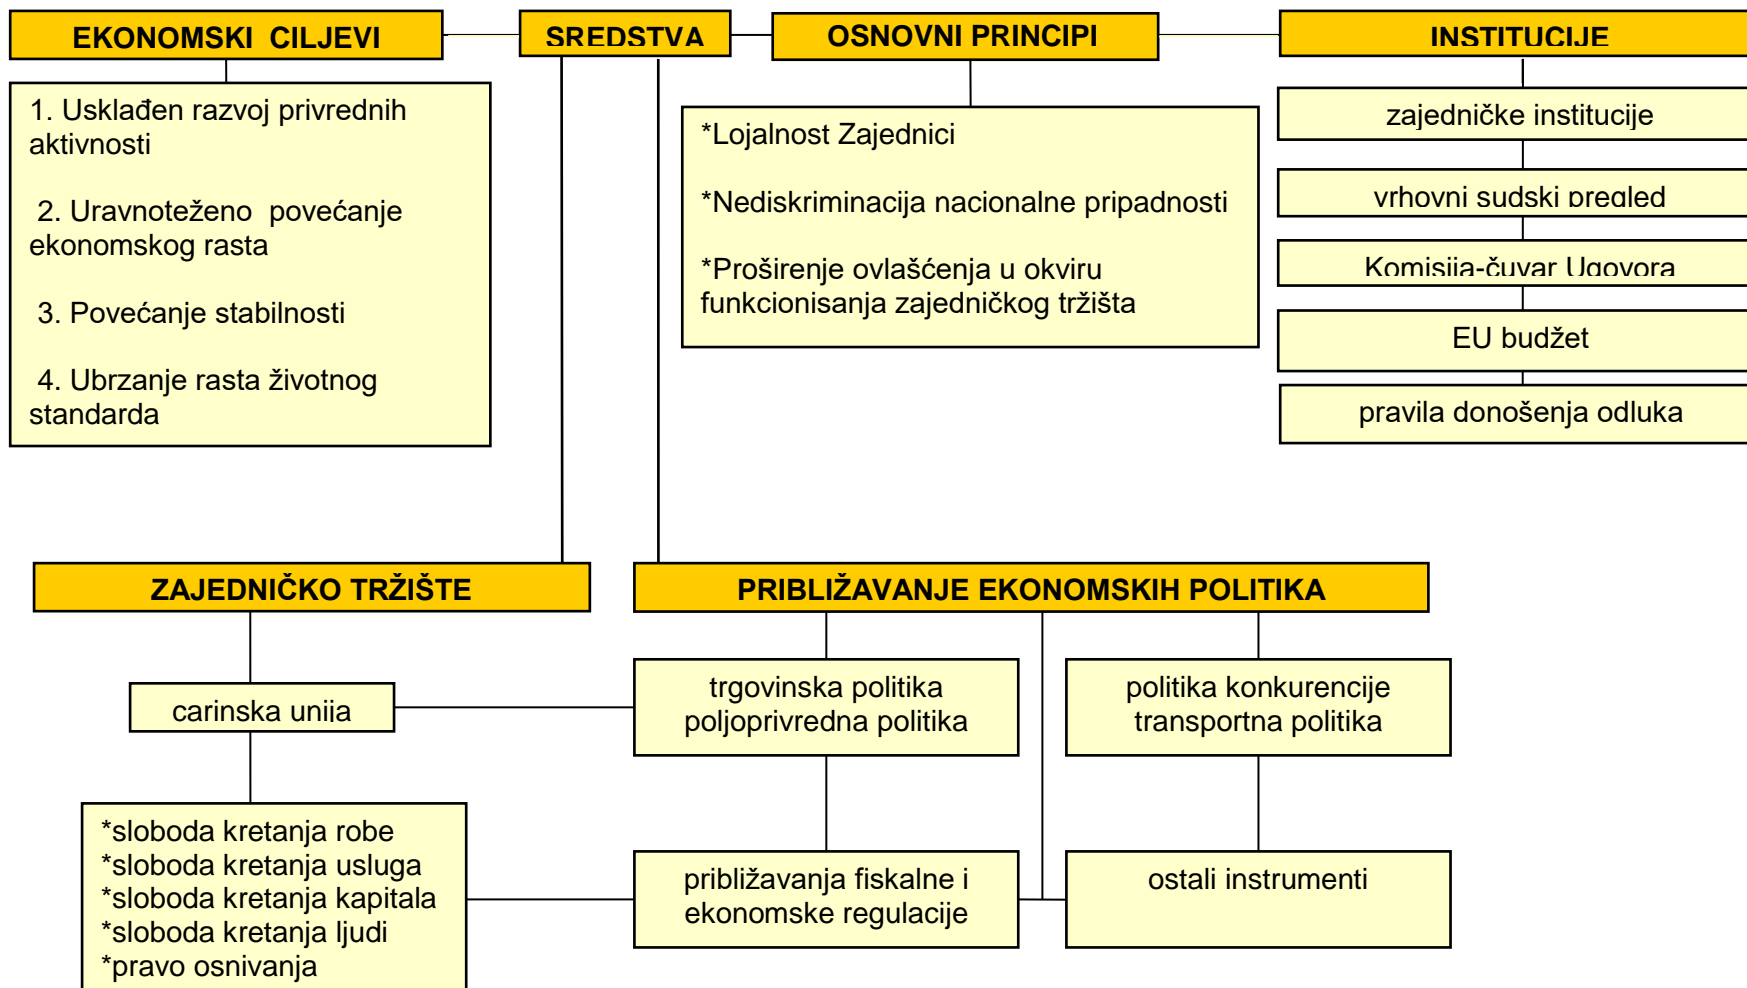 EKONOMSKI CILJEVI
SREDSTVA
OSNOVNI PRINCIPI
INSTITUCIJE
1. Usklađen razvoj privrednih
aktivnosti
2. Uravnoteženo povećanje
ekonomskog rasta
3. Povećanje stabilnosti
4. Ubrzanje rasta životnog
standarda
*Lojalnost Zajednici
*Nediskriminacija nacionalne pripadnosti
*Proširenje ovlašćenja u okviru
funkcionisanja zajedničkog tržišta
zajedničke institucije
vrhovni sudski pregled
Komisija-čuvar Ugovora
EU budžet
pravila donošenja odluka
ZAJEDNIČKO TRŽIŠTE
PRIBLIŽAVANJE EKONOMSKIH POLITIKA
carinska unija
trgovinska politika
poljoprivredna politika
politika konkurencije
transportna politika
*sloboda kretanja robe
*sloboda kretanja usluga
*sloboda kretanja kapitala
*sloboda kretanja ljudi
*pravo osnivanja
približavanja fiskalne i
ekonomske regulacije
ostali instrumenti